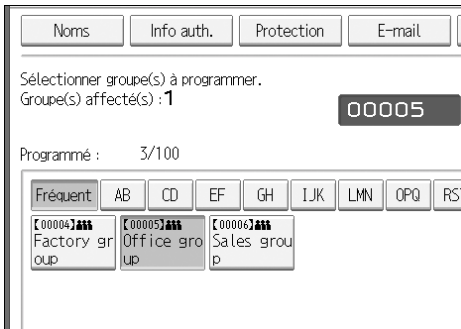 Noms Info auth. Protection E-mail
Sélectionner groupe(s) à programmer.
Groupe(s) affecté(s) :1
00005
Programmé : 3/100
Fréquent AB CD EF GH IJK LMN OPQ RS
【00004】 【00005】 【00006】
Factory gr Office gro Sales grou
oup up p